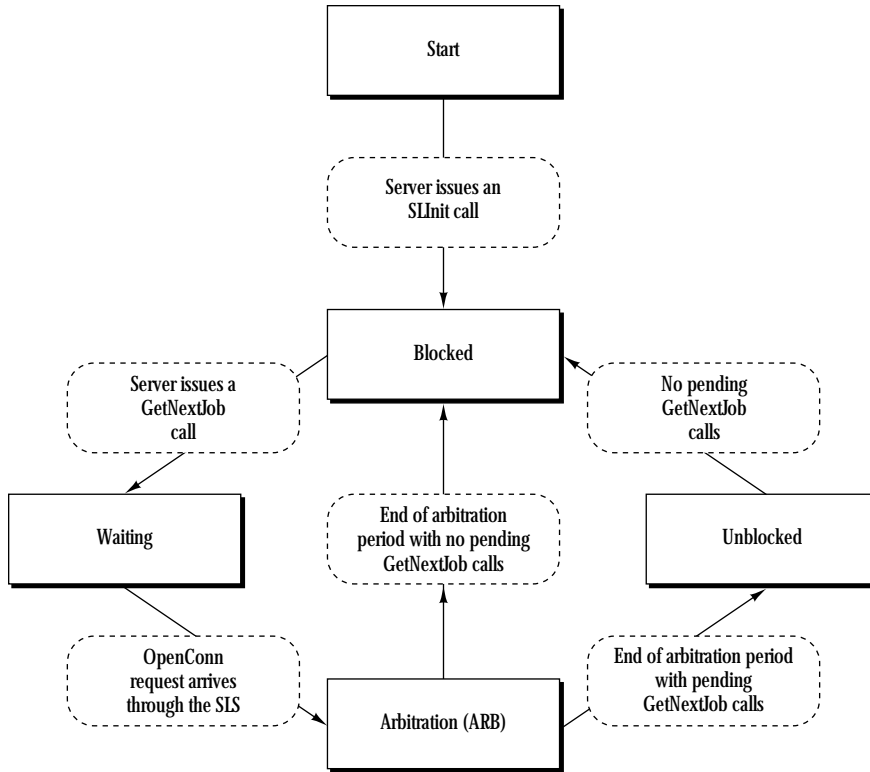 Start
Server issues an
SLInit call
Blocked
Server issues a
GetNextJob
call
No pending
GetNextJob
calls
Waiting
End of arbitration
period with no pending
GetNextJob calls
Unblocked
OpenConn
request arrives
through the SLS
Arbitration (ARB)
End of arbitration period
with pending
GetNextJob calls